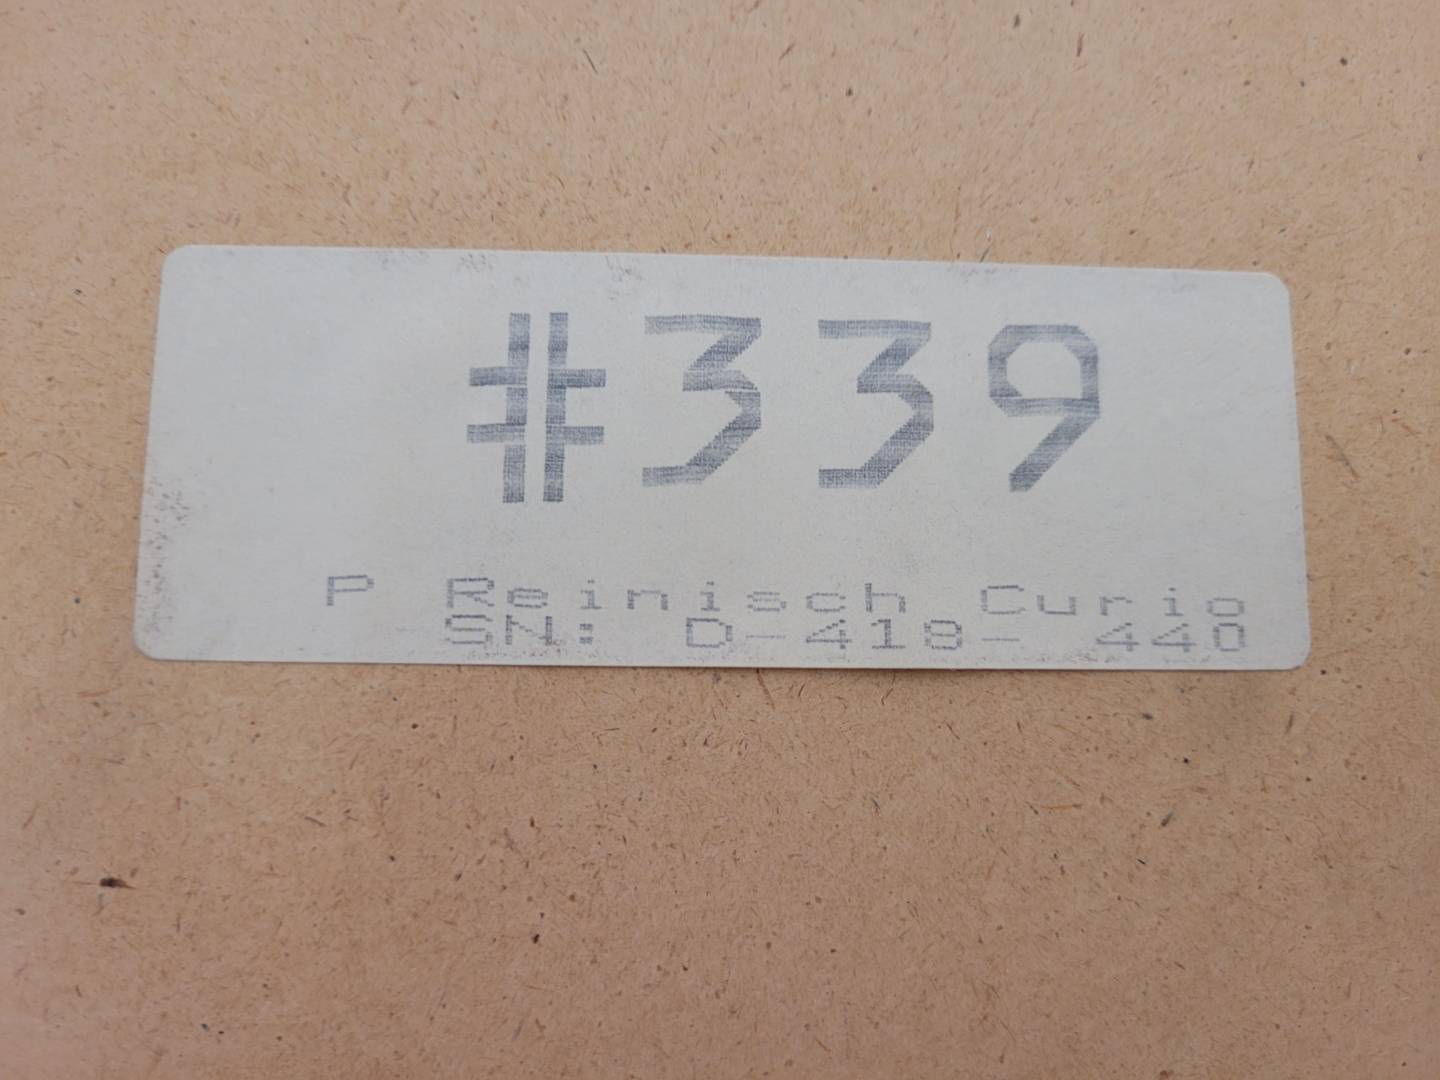 #339
P Reinisch Curio
SN: D-418- 440